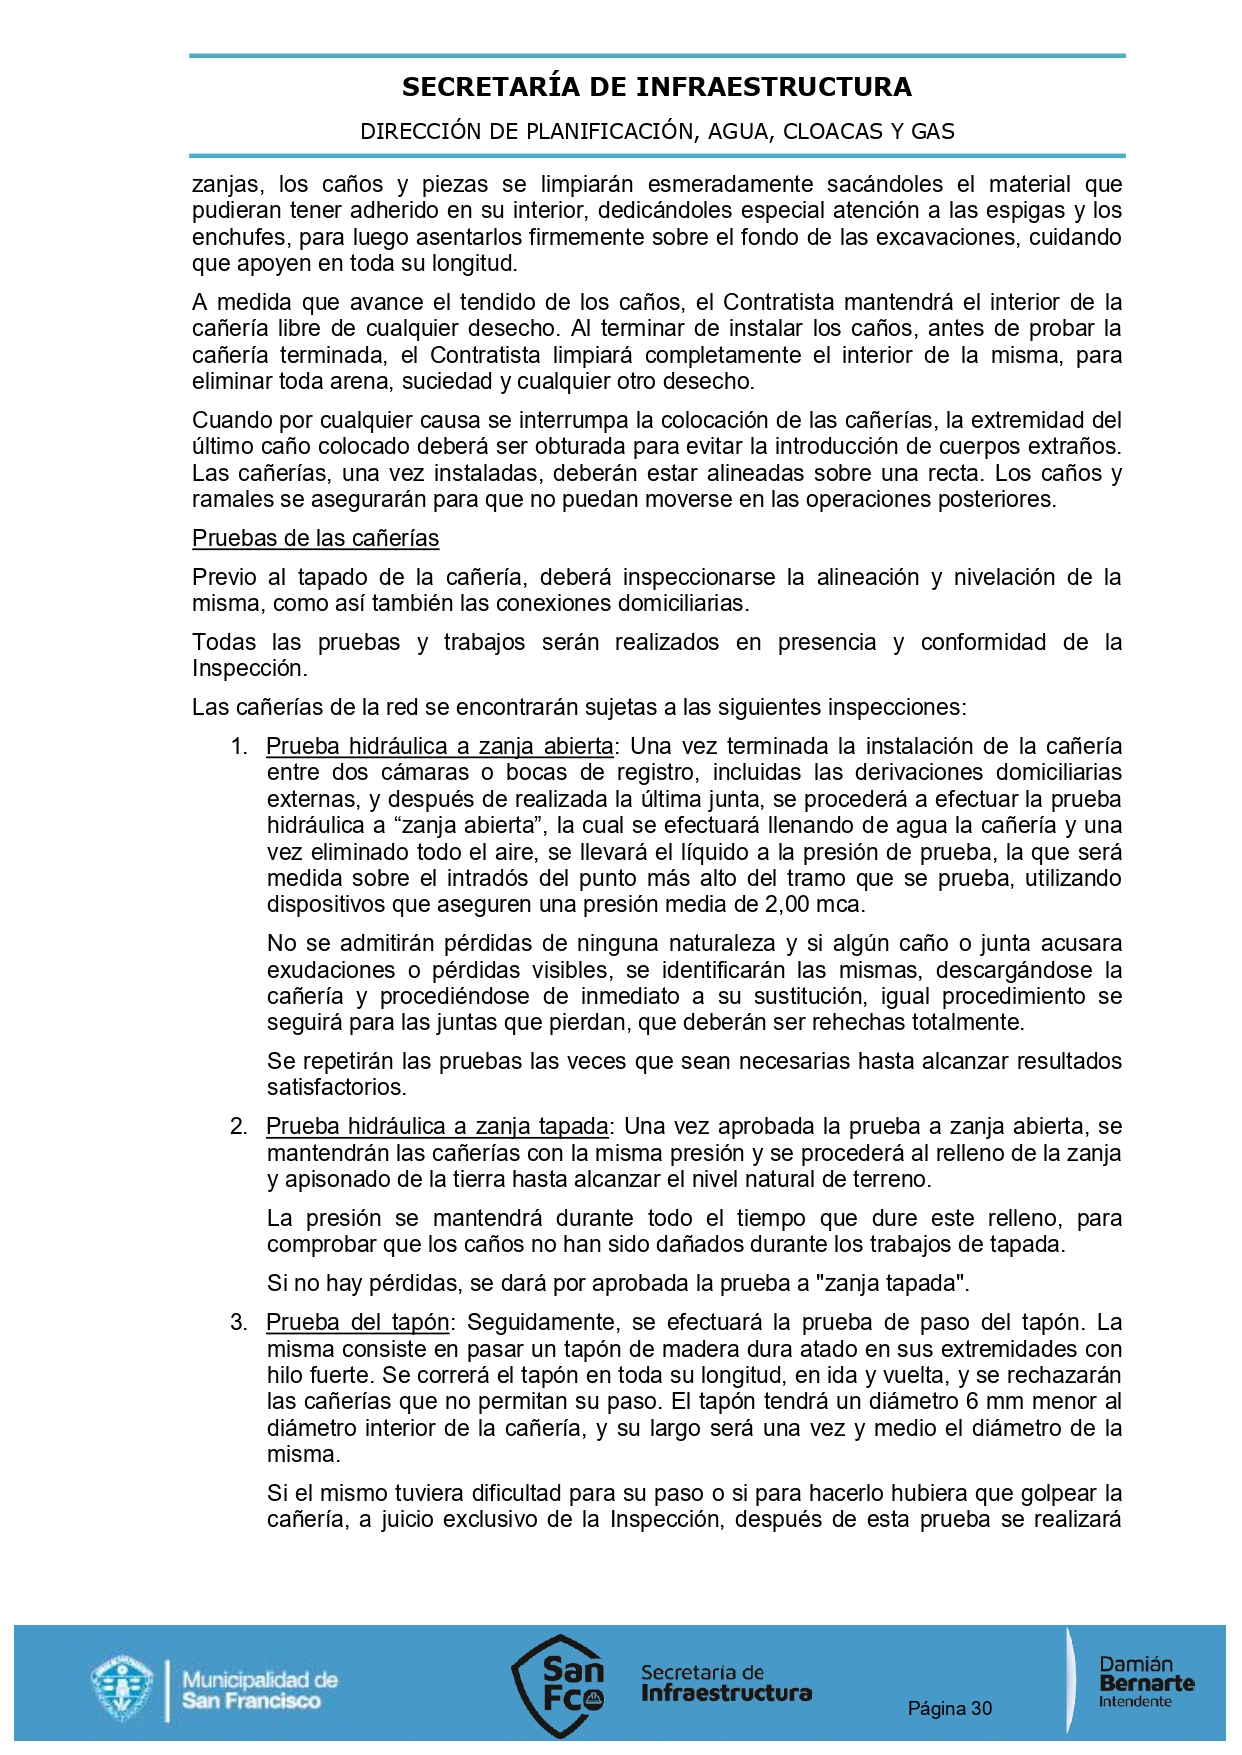 SECRETARÍA DE INFRAESTRUCTURA
DIRECCIÓN DE PLANIFICACIÓN, AGUA, CLOACAS Y GAS
zanjas, los caños y piezas se limpiarán esmeradamente sacándoles el material que
pudieran tener adherido en su interior, dedicándoles especial atención a las espigas y los
enchufes, para luego asentarlos firmemente sobre el fondo de las excavaciones, cuidando
que apoyen en toda su longitud.
A medida que avance el tendido de los caños, el Contratista mantendrá el interior de la
cañería libre de cualquier desecho. Al terminar de instalar los caños, antes de probar la
cañería terminada, el Contratista limpiará completamente el interior de la misma, para
eliminar toda arena, suciedad y cualquier otro desecho.
Cuando por cualquier causa se interrumpa la colocación de las cañerías, la extremidad del
último caño colocado deberá ser obturada para evitar la introducción de cuerpos extraños.
Las cañerías, una vez instaladas, deberán estar alineadas sobre una recta. Los caños y
ramales se asegurarán para que no puedan moverse en las operaciones posteriores.
Pruebas de las cañerías
Previo al tapado de la cañería, deberá inspeccionarse la alineación y nivelación de la
misma, como así también las conexiones domiciliarias.
Todas las pruebas y trabajos serán realizados en presencia y conformidad de la
Inspección.
Las cañerías de la red se encontrarán sujetas a las siguientes inspecciones:
1. Prueba hidráulica a zanja abierta: Una vez terminada la instalación de la cañería
entre dos cámaras o bocas de registro, incluidas las derivaciones domiciliarias
externas, y después de realizada la última junta, se procederá a efectuar la prueba
hidráulica a “zanja abierta”, la cual se efectuará llenando de agua la cañería y una
vez eliminado todo el aire, se llevará el líquido a la presión de prueba, la que será
medida sobre el intradós del punto más alto del tramo que se prueba, utilizando
dispositivos que aseguren una presión media de 2,00 mca.
No se admitirán pérdidas de ninguna naturaleza y si algún caño o junta acusara
exudaciones o pérdidas visibles, se identificarán las mismas, descargándose la
cañería y procediéndose de inmediato a su sustitución, igual procedimiento se
seguirá para las juntas que pierdan, que deberán ser rehechas totalmente.
Se repetirán las pruebas las veces que sean necesarias hasta alcanzar resultados
satisfactorios.
2. Prueba hidráulica a zanja tapada: Una vez aprobada la prueba a zanja abierta, se
mantendrán las cañerías con la misma presión y se procederá al relleno de la zanja
y apisonado de la tierra hasta alcanzar el nivel natural de terreno.
La presión se mantendrá durante todo el tiempo que dure este relleno, para
comprobar que los caños no han sido dañados durante los trabajos de tapada.
Si no hay pérdidas, se dará por aprobada la prueba a "zanja tapada".
3. Prueba del tapón: Seguidamente, se efectuará la prueba de paso del tapón. La
misma consiste en pasar un tapón de madera dura atado en sus extremidades con
hilo fuerte. Se correrá el tapón en toda su longitud, en ida y vuelta, y se rechazarán
las cañerías que no permitan su paso. El tapón tendrá un diámetro 6 mm menor al
diámetro interior de la cañería, y su largo será una vez y medio el diámetro de la
misma.
Si el mismo tuviera dificultad para su paso o si para hacerlo hubiera que golpear la
cañería, a juicio exclusivo de la Inspección, después de esta prueba se realizará
Municipalidad de
San Francisco
San
Fco
Secretaría de
Infraestructura
Página 30
Damián
Bernarte
Intendente